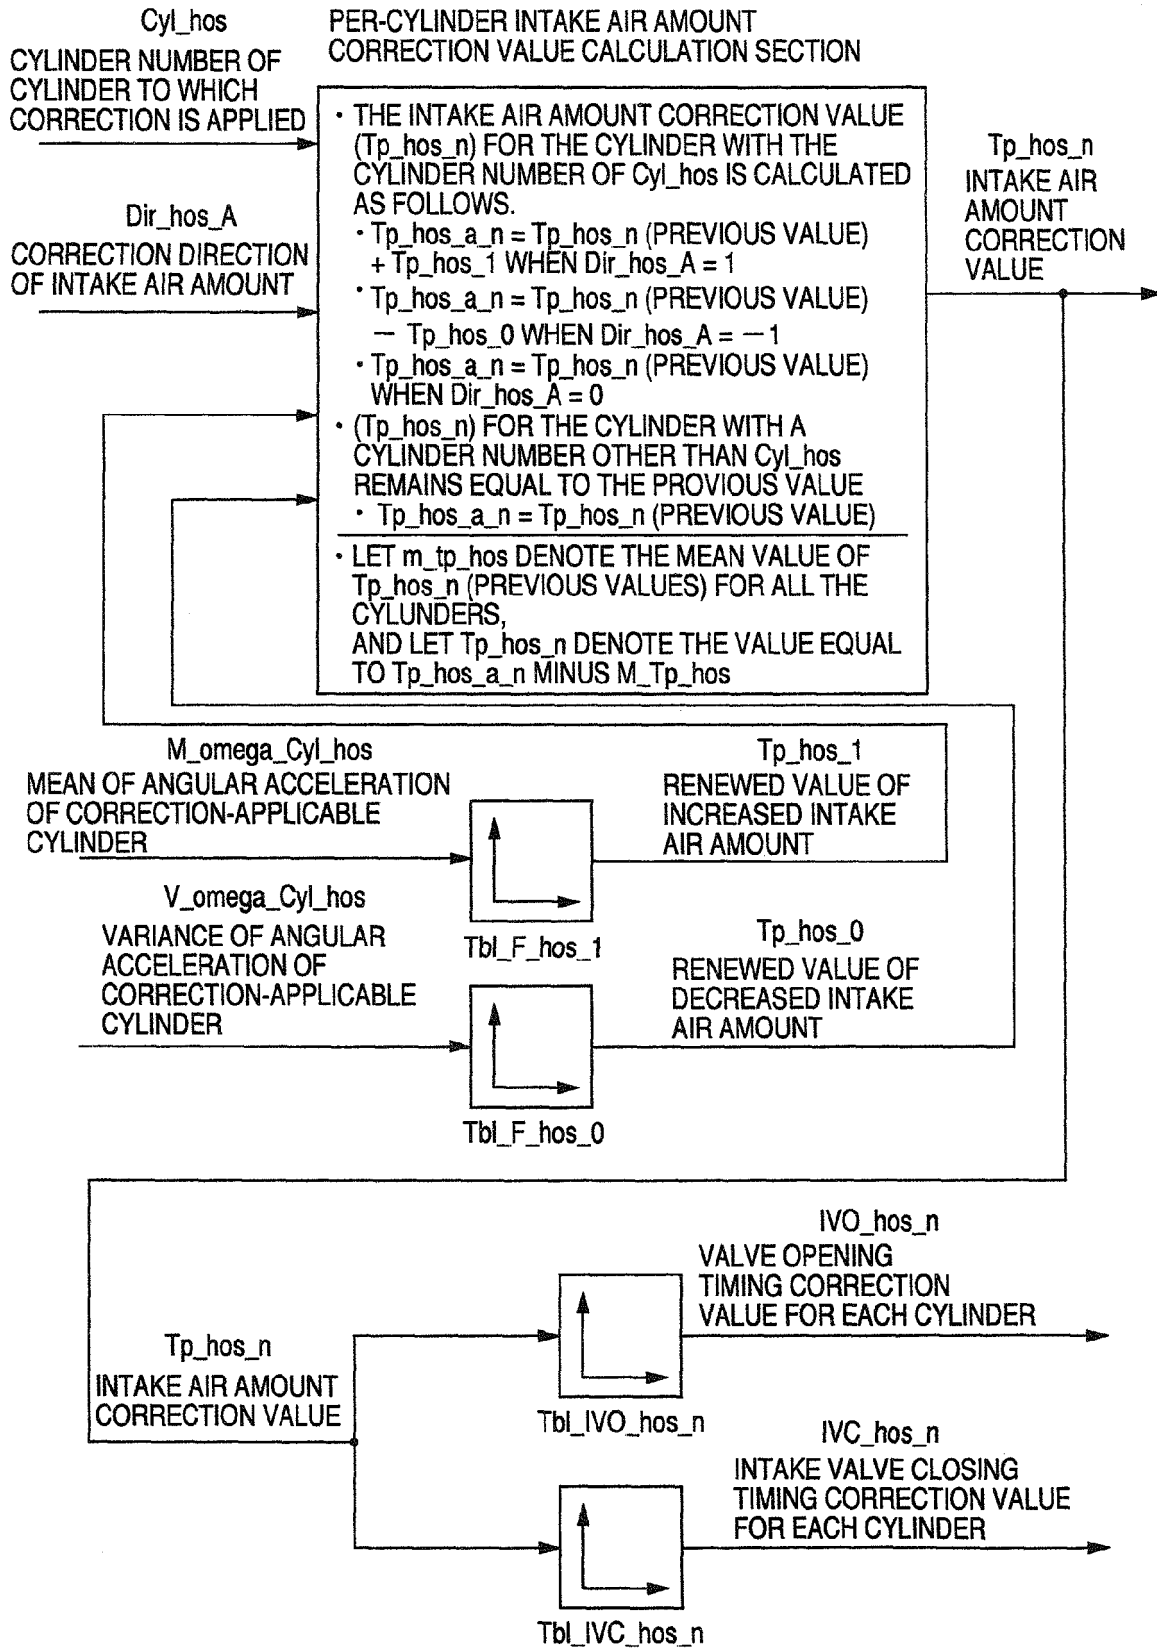 Cyl_hos
CYLINDER NUMBER OF
CYLINDER TO WHICH
CORRECTION IS APPLIED
PER-CYLINDER INTAKE AIR AMOUNT
CORRECTION VALUE CALCULATION SECTION
Dir_hos_A
CORRECTION DIRECTION
OF INTAKE AIR AMOUNT
· THE INTAKE AIR AMOUNT CORRECTION VALUE
(Tp_hos_n) FOR THE CYLINDER WITH THE
CYLINDER NUMBER OF Cyl_hos IS CALCULATED
AS FOLLOWS.
· Tp_hos_a_n = Tp_hos_n (PREVIOUS VALUE)
+ Tp_hos_1 WHEN Dir_hos_A = 1
· Tp_hos_a_n = Tp_hos_n (PREVIOUS VALUE)
— Tp_hos_0 WHEN Dir_hos_A = —1
· Tp_hos_a_n = Tp_hos_n (PREVIOUS VALUE)
WHEN Dir_hos_A = 0
· (Tp_hos_n) FOR THE CYLINDER WITH A
CYLINDER NUMBER OTHER THAN Cyl_hos
REMAINS EQUAL TO THE PROVIOUS VALUE
· Tp_hos_a_n = Tp_hos_n (PREVIOUS VALUE)
· LET m_tp_hos DENOTE THE MEAN VALUE OF
Tp_hos_n (PREVIOUS VALUES) FOR ALL THE
CYLUNDERS,
AND LET Tp_hos_n DENOTE THE VALUE EQUAL
TO Tp_hos_a_n MINUS M_Tp_hos
Tp_hos_n
INTAKE AIR
AMOUNT
CORRECTION
VALUE
M_omega_Cyl_hos
MEAN OF ANGULAR ACCELERATION
OF CORRECTION-APPLICABLE
CYLINDER
Tbl_F_hos_1
Tp_hos_1
RENEWED VALUE OF
INCREASED INTAKE
AIR AMOUNT
V_omega_Cyl_hos
VARIANCE OF ANGULAR
ACCELERATION OF
CORRECTION-APPLICABLE
CYLINDER
Tbl_F_hos_0
Tp_hos_0
RENEWED VALUE OF
DECREASED INTAKE
AIR AMOUNT
Tp_hos_n
INTAKE AIR AMOUNT
CORRECTION VALUE
IVO_hos_n
VALVE OPENING
TIMING CORRECTION
VALUE FOR EACH CYLINDER
Tbl_IVO_hos_n
IVC_hos_n
INTAKE VALVE CLOSING
TIMING CORRECTION VALUE
FOR EACH CYLINDER
Tbl_IVC_hos_n